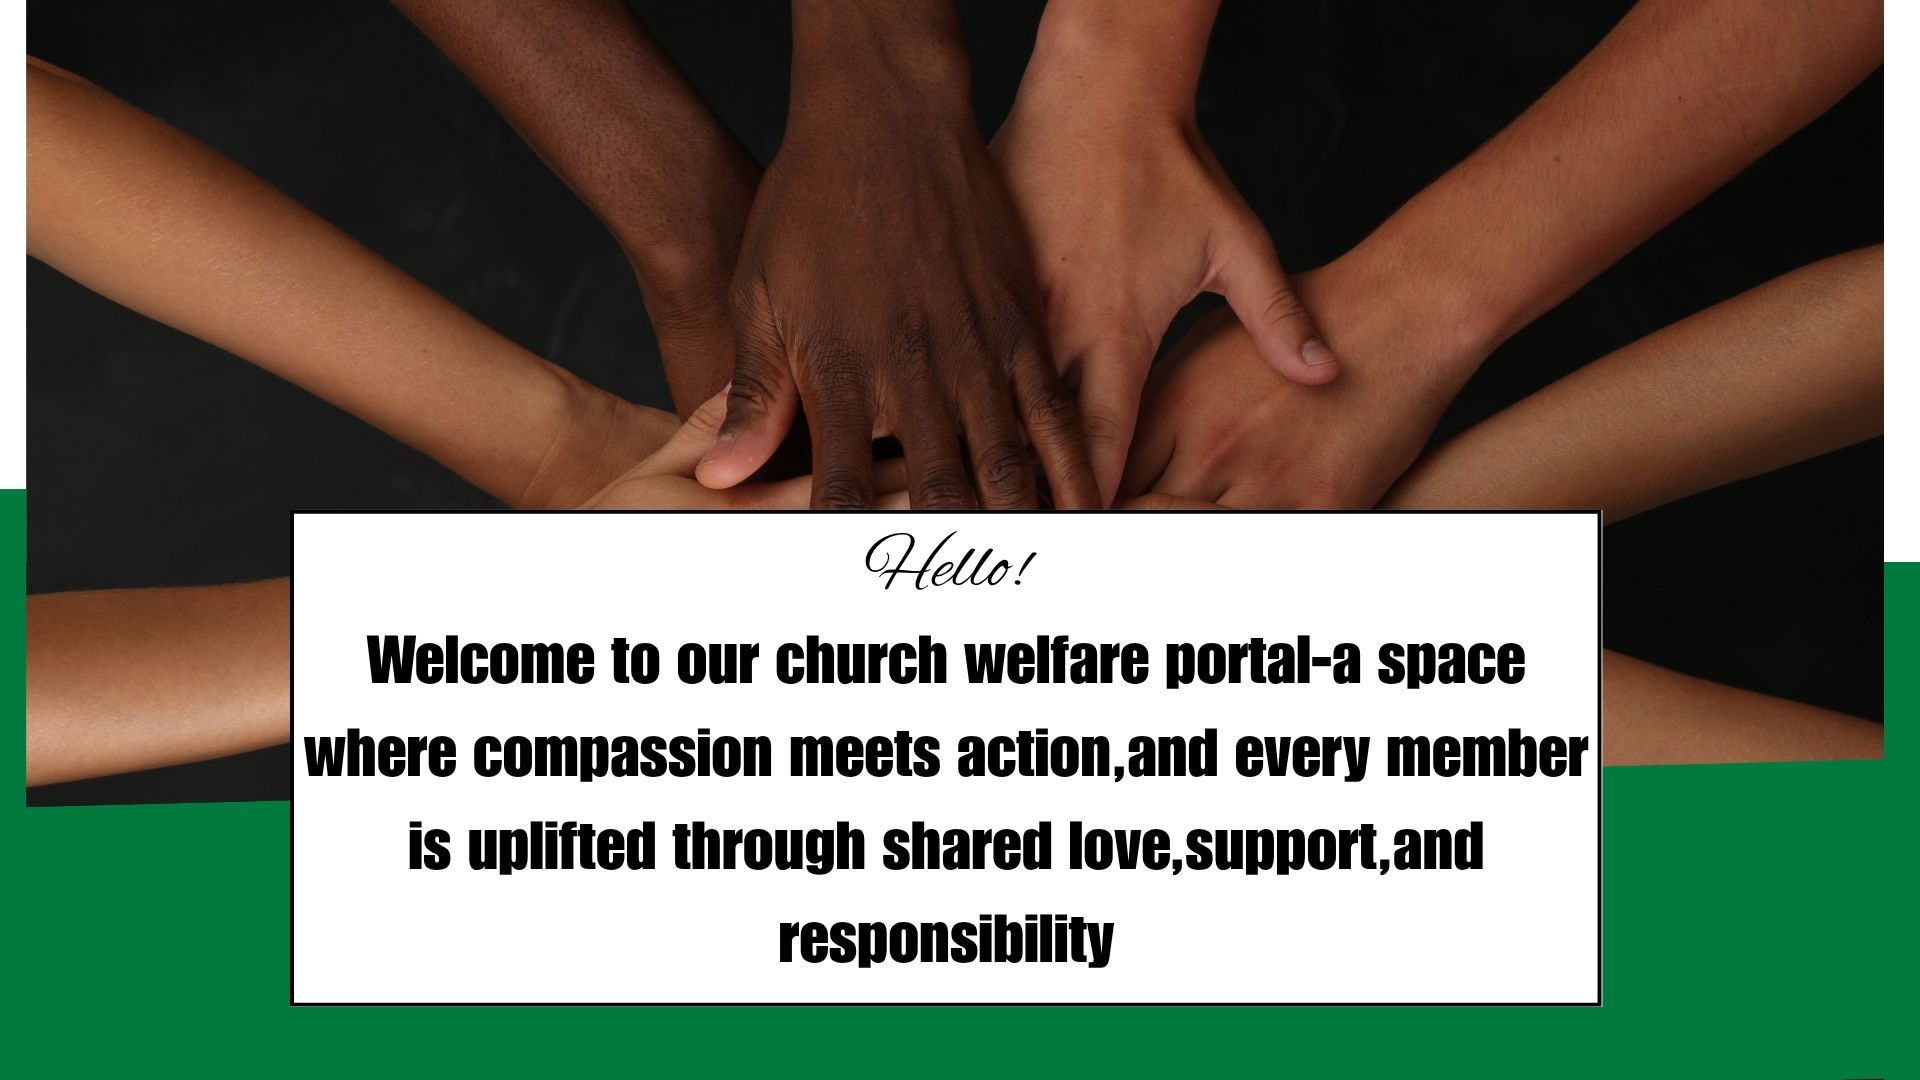 Hello!
Welcome to our church welfare portal-a space
where compassion meets action,and every member
is uplifted through shared love,support,and
responsibility